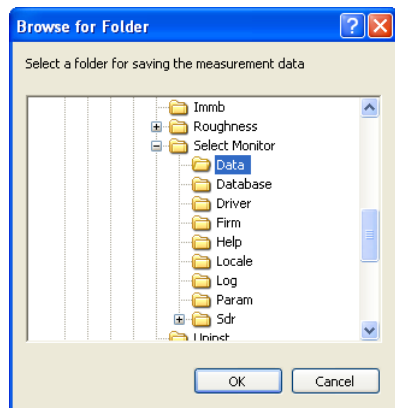 Browse for Folder
Select a folder for saving the measurement data
Immb
Roughness
Select Monitor
Data
Database
Driver
Firm
Help
Locale
Log
Param
Sdr
Uninst
OK Cancel